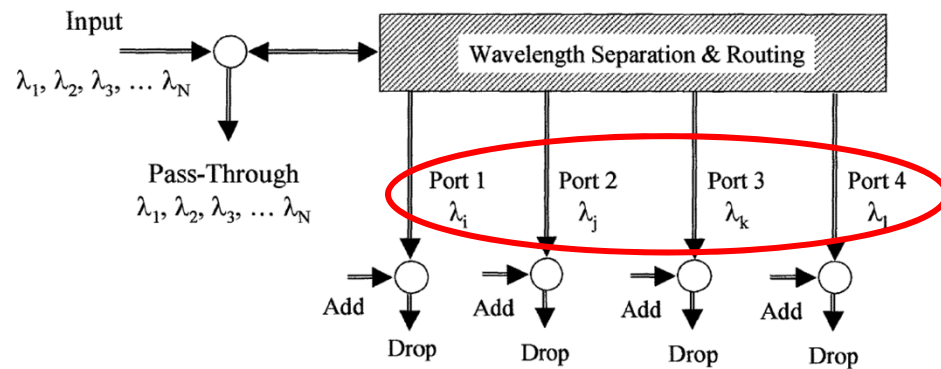 Input
λ1, λ2, λ3, … λN
Pass-Through
λ1, λ2, λ3, … λN
Wavelength Separation & Routing
Port 1
λi
Port 2
λj
Port 3
λk
Port 4
λl
Add
Add
Add
Add
Drop
Drop
Drop
Drop